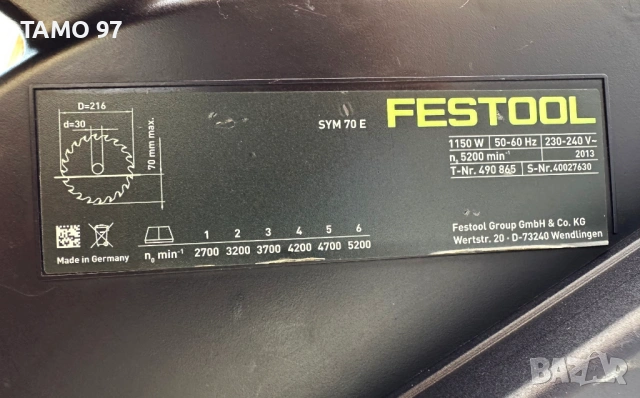 TAMO 97
D=216
d=30
70 mm max.
SYM 70 E
FESTOOL
1150 W 50-60 Hz 230-240 V~
n₀ 5200 min⁻¹ 2013
T-Nr. 490 865 S-Nr.40027630
1 2 3 4 5 6
n₀ min⁻¹ 2700 3200 3700 4200 4700 5200
Made in Germany
Festool Group GmbH & Co. KG
Wertstr. 20 · D-73240 Wendlingen
BAZAR